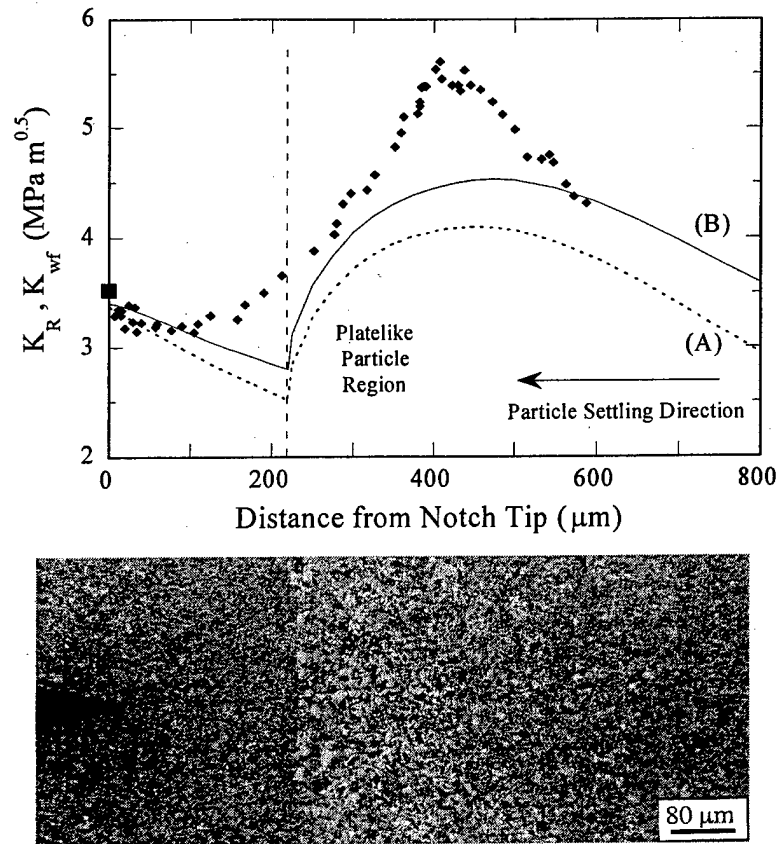 6
5
4
3
2
K_R , K_wf (MPa m^0.5)
(B)
(A)
Platelike
Particle
Region
Particle Settling Direction
0
200
400
600
800
Distance from Notch Tip (μm)
80 μm